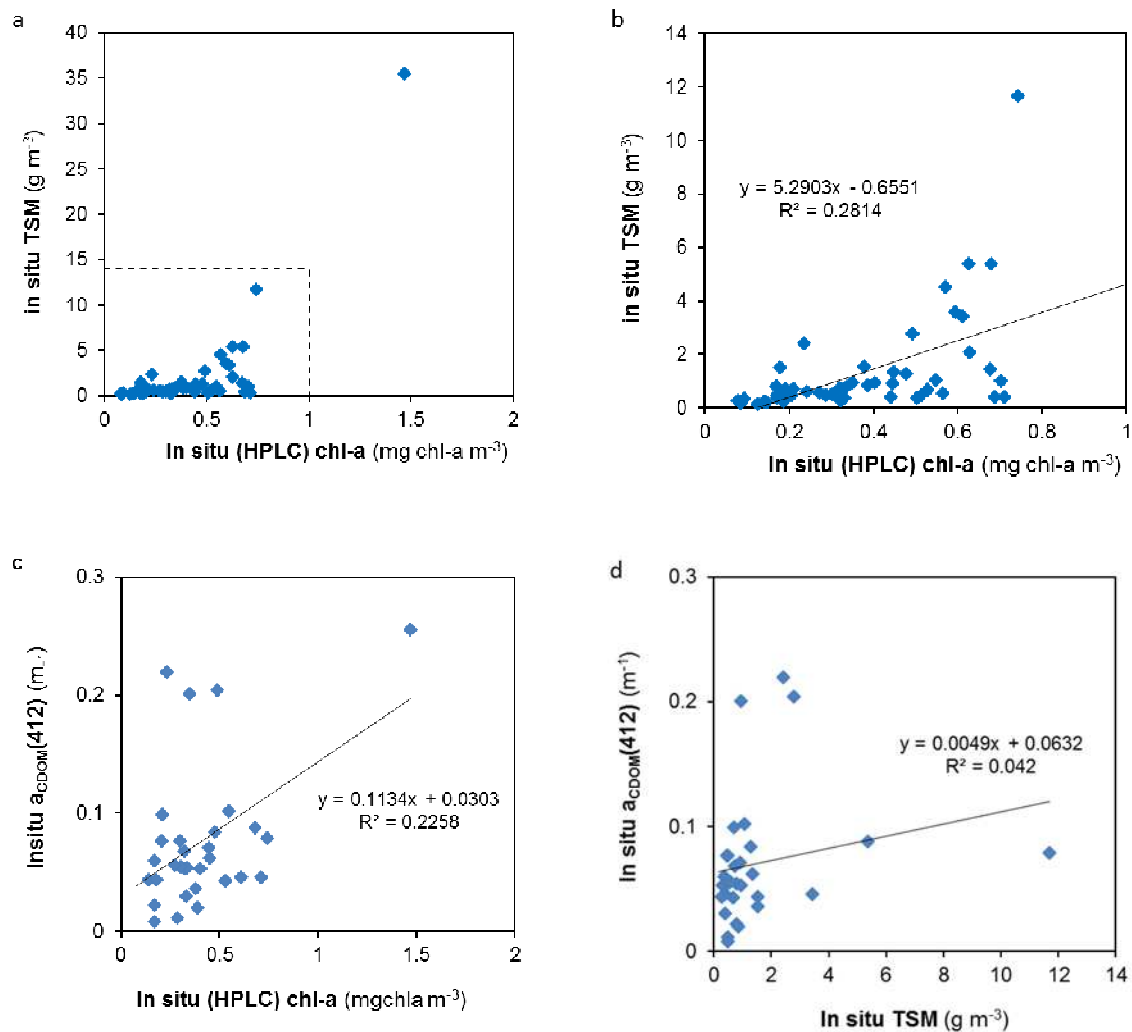 a
40
35
30
25
20
15
10
5
0
in situ TSM (g m⁻³)
0 0.5 1 1.5 2
In situ (HPLC) chl-a (mg chl-a m⁻³)
b
14
12
10
8
6
4
2
0
in situ TSM (g m⁻³)
y = 5.2903x - 0.6551
R² = 0.2814
0 0.2 0.4 0.6 0.8 1
In situ (HPLC) chl-a (mg chl-a m⁻³)
c
0.3
0.2
0.1
0
Insitu aCDOM(412) (m⁻¹)
y = 0.1134x + 0.0303
R² = 0.2258
0 0.5 1 1.5 2
In situ (HPLC) chl-a (mgchla m⁻³)
d
0.3
0.2
0.1
0
In situ aCDOM(412) (m⁻¹)
y = 0.0049x + 0.0632
R² = 0.042
0 2 4 6 8 10 12 14
In situ TSM (g m⁻³)